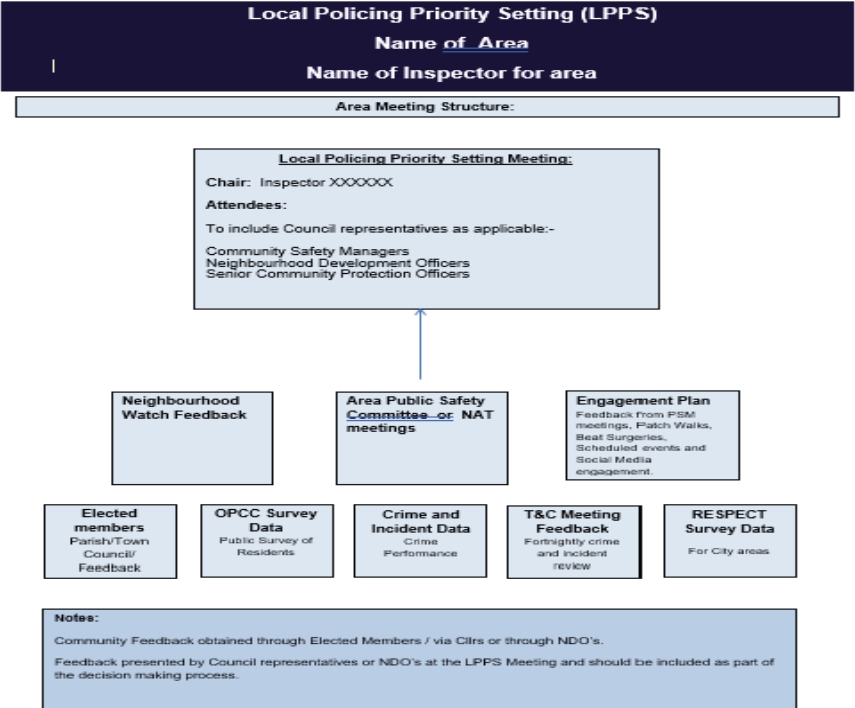 Local Policing Priority Setting (LPPS)
Name of Area
Name of Inspector for area
Area Meeting Structure:
Local Policing Priority Setting Meeting:
Chair: Inspector XXXXXX
Attendees:
To include Council representatives as applicable:-
Community Safety Managers
Neighbourhood Development Officers
Senior Community Protection Officers
Neighbourhood
Watch Feedback
Area Public Safety
Committee or NAT
meetings
Engagement Plan
Feedback from PSM
meetings, Patch Walks,
Beat Surgeries,
Scheduled events and
Social Media
engagement.
Elected
members
Parish/Town
Council/
Feedback
OPCC Survey
Data
Public Survey of
Residents
Crime and
Incident Data
Crime
Performance
T&C Meeting
Feedback
Fortnightly crime
and incident
review
RESPECT
Survey Data
For City areas
Notes:
Community Feedback obtained through Elected Members / via Cllrs or through NDO's.
Feedback presented by Council representatives or NDO's at the LPPS Meeting and should be included as part of
the decision making process.